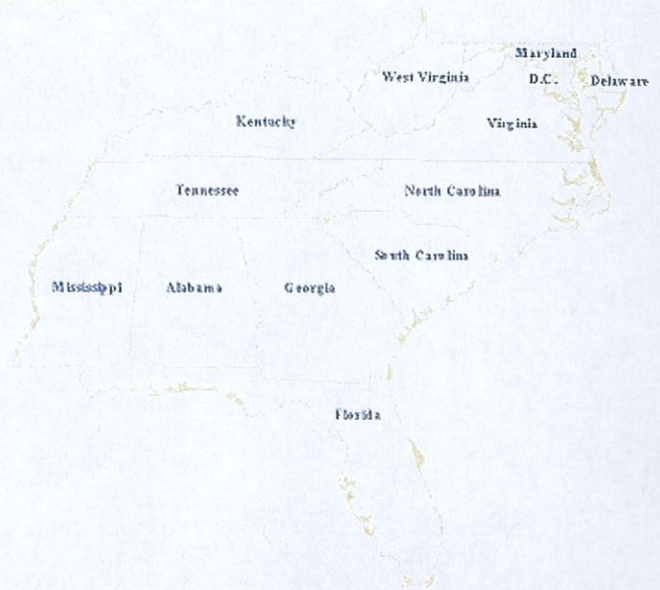 Maryland
West Virginia
D.C.
Delaware
Kentucky
Virginia
Tennessee
North Carolina
South Carolina
Mississippi
Alabama
Georgia
Florida